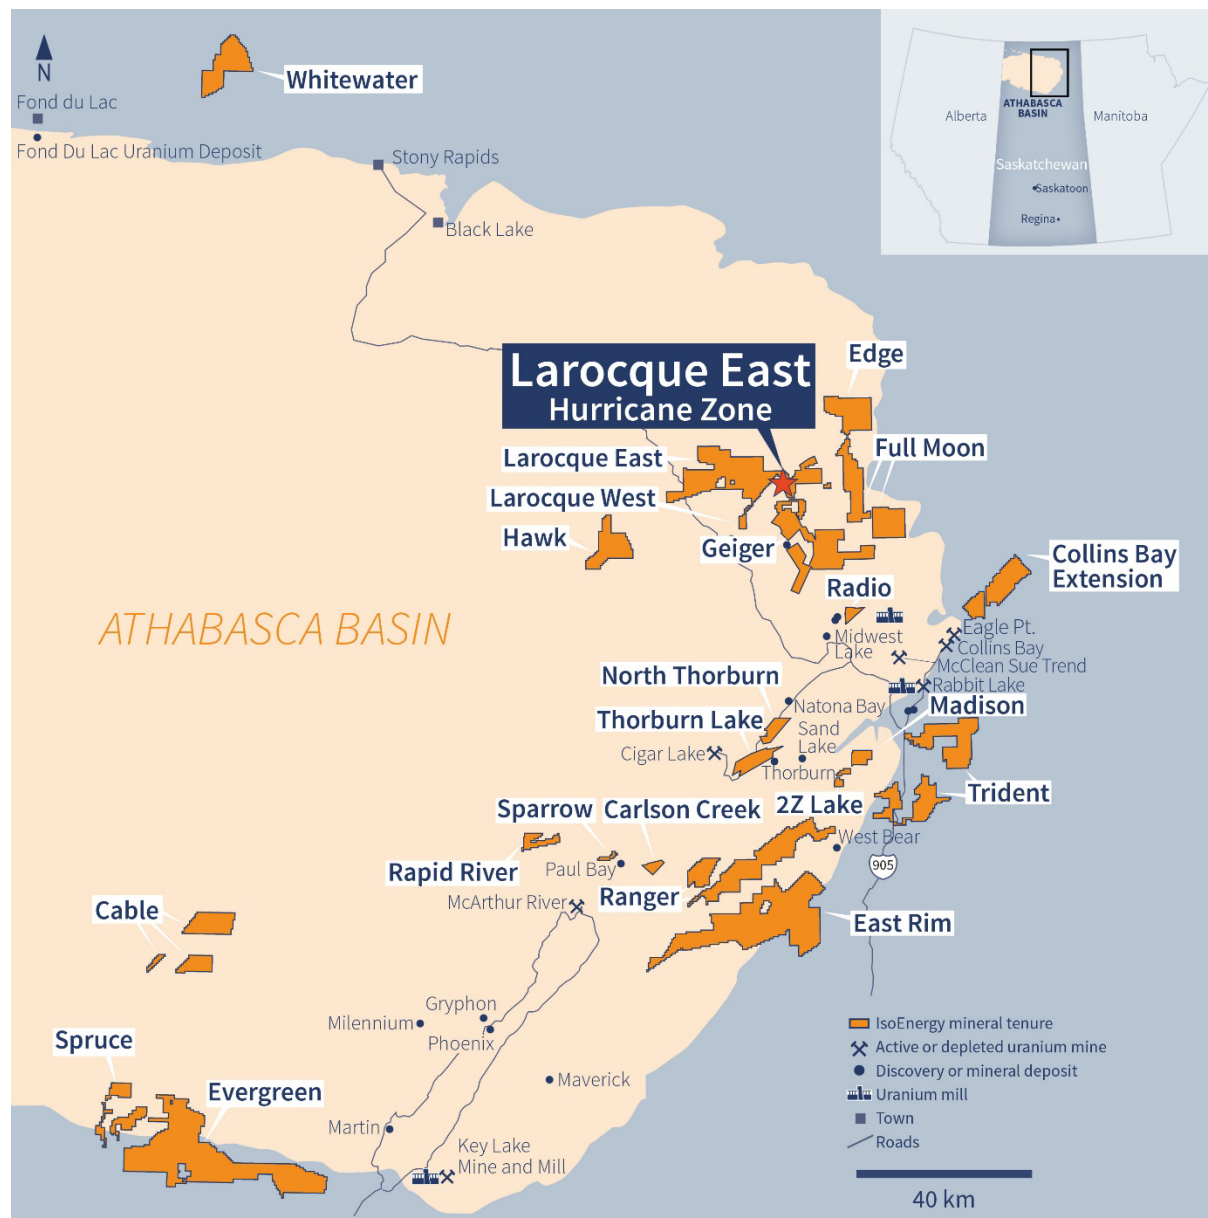 N
Whitewater
Fond du Lac
Fond Du Lac Uranium Deposit
Stony Rapids
Black Lake
Alberta
ATHABASCA
BASIN
Manitoba
Saskatchewan
Saskatoon
Regina
Larocque East
Hurricane Zone
Edge
Larocque East
Full Moon
Larocque West
Hawk
Geiger
Collins Bay
Extension
Radio
ATHABASCA BASIN
Midwest
Lake
Eagle Pt.
Collins Bay
McClean Sue Trend
Rabbit Lake
North Thorburn
Natona Bay
Madison
Thorburn Lake
Sand
Lake
Cigar Lake
Thorburn
Trident
2Z Lake
Sparrow
Carlson Creek
West Bear
905
Rapid River
Paul Bay
Ranger
McArthur River
East Rim
Cable
Gryphon
Milennium
Phoenix
Spruce
Maverick
Evergreen
Martin
Key Lake
Mine and Mill
IsoEnergy mineral tenure
Active or depleted uranium mine
Discovery or mineral deposit
Uranium mill
Town
Roads
40 km